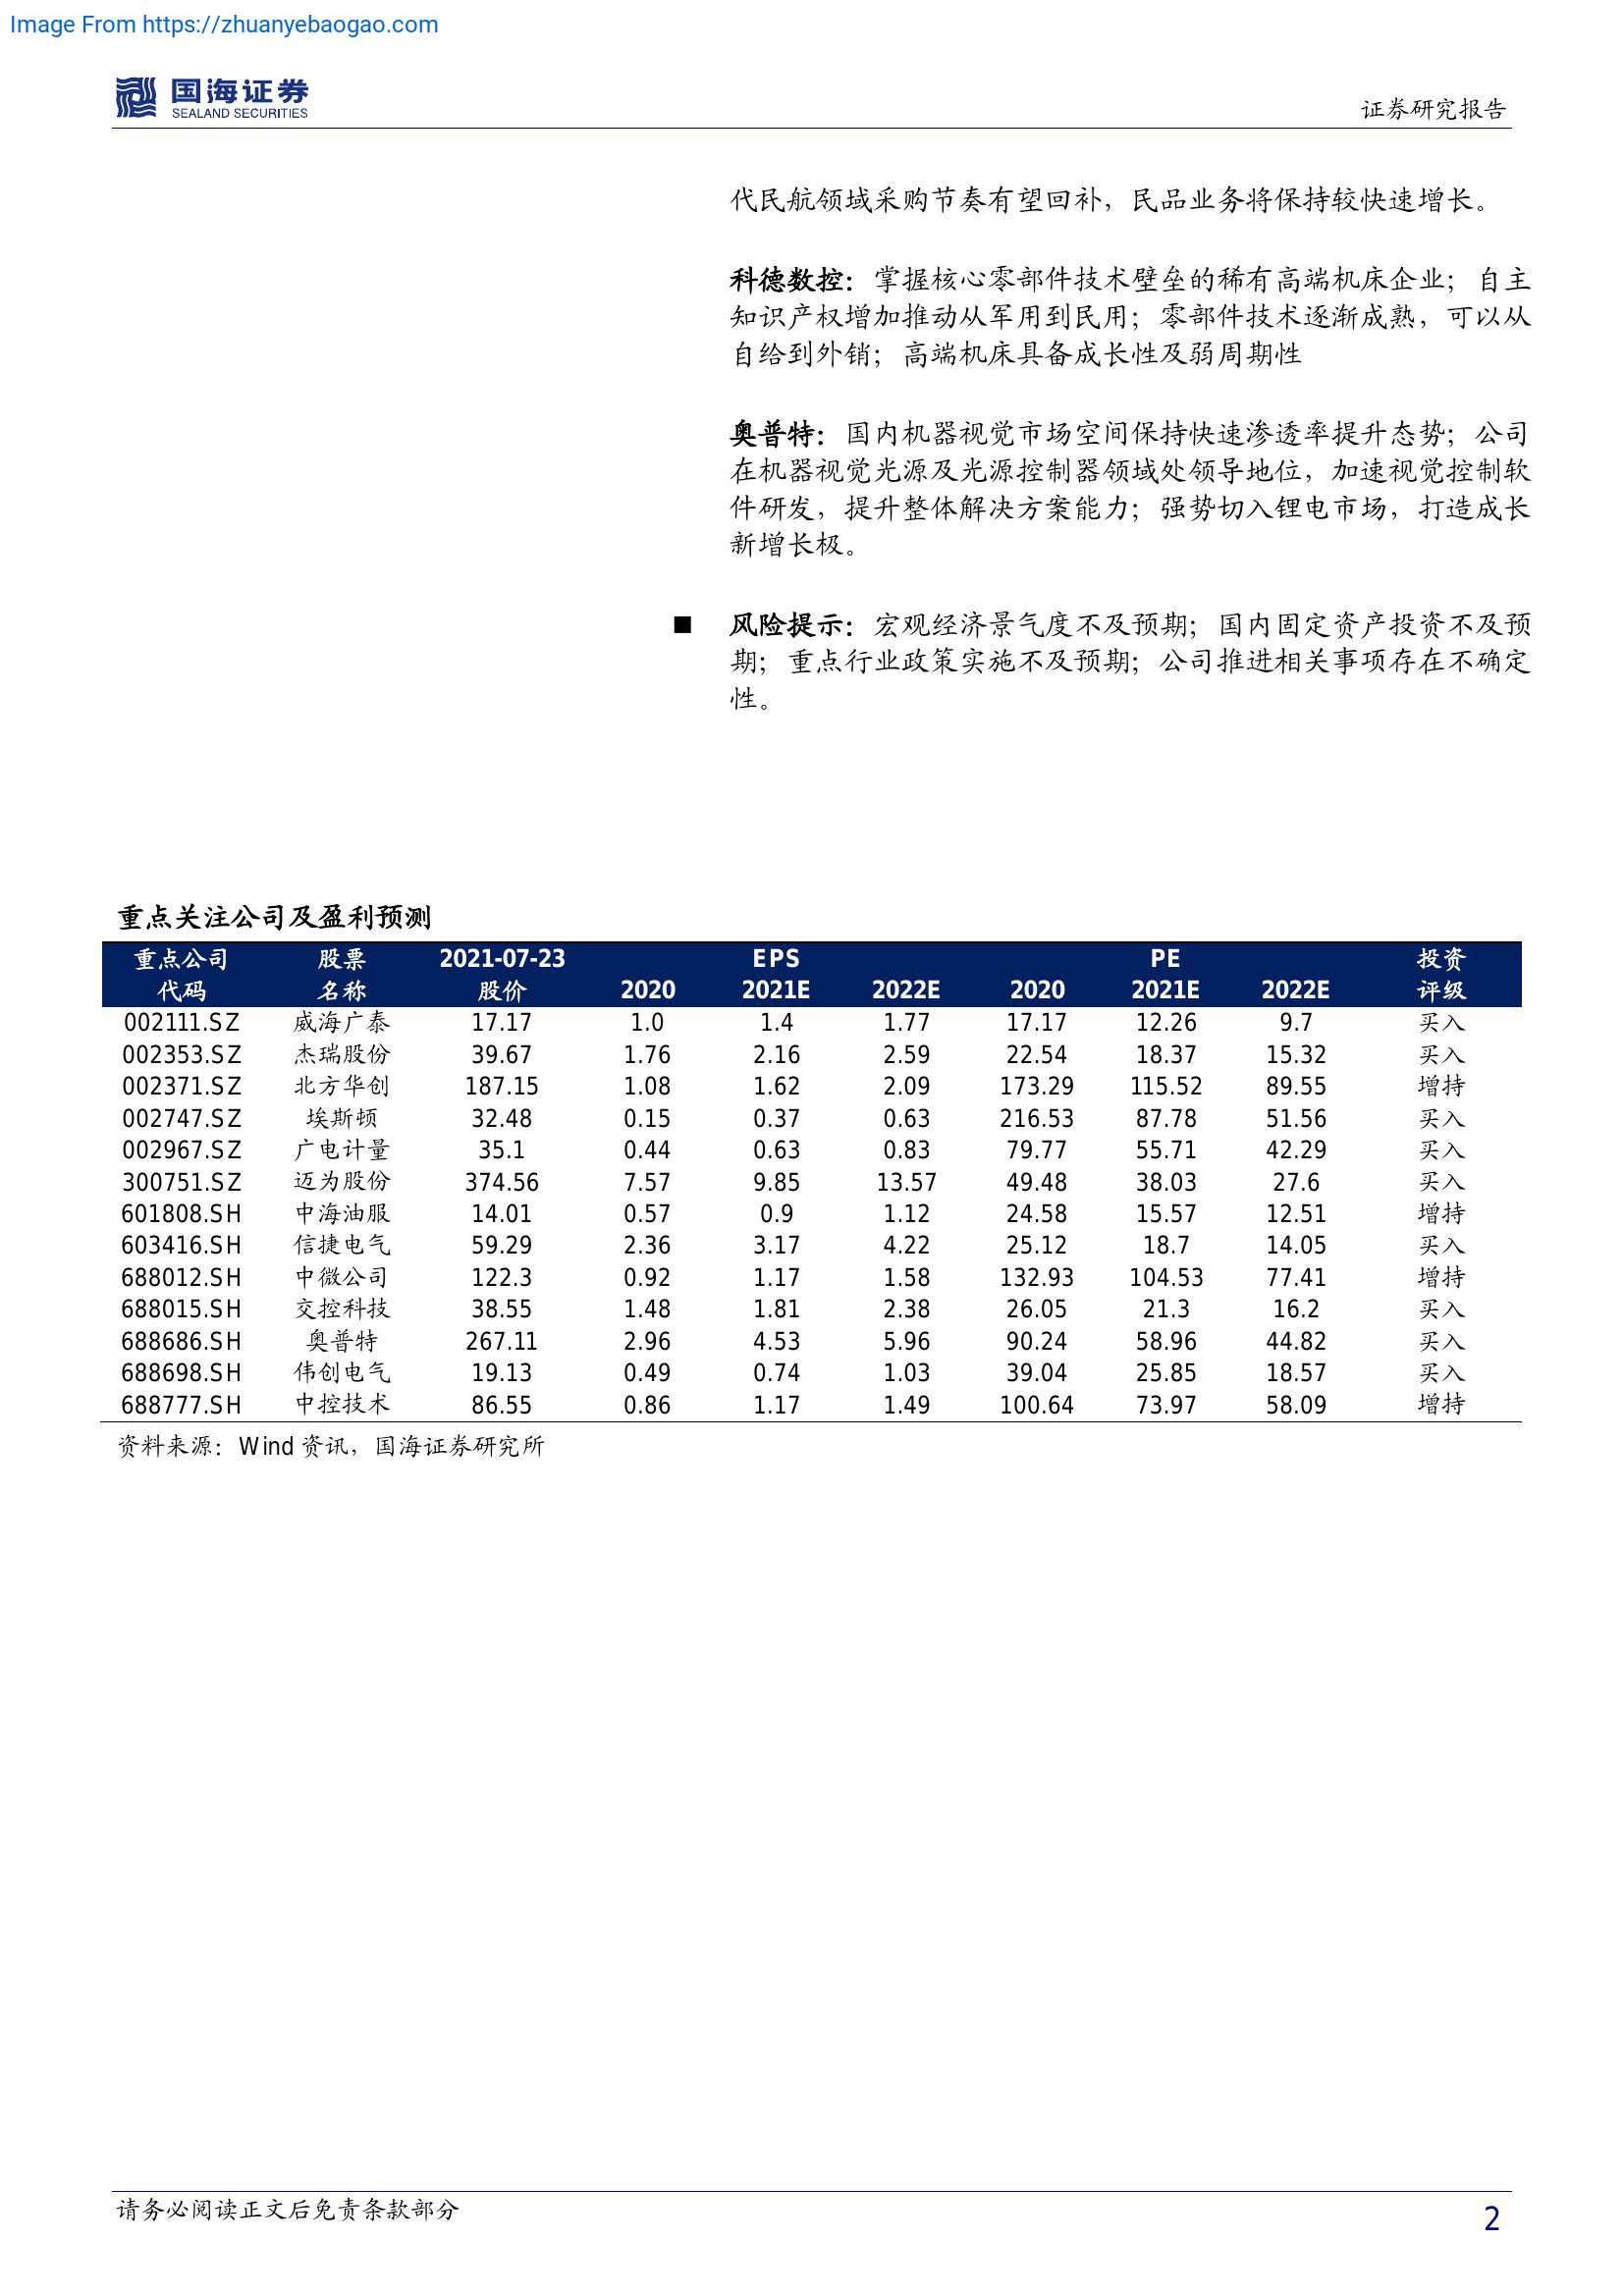 Image From https://zhuanyebaogao.com
国海证券
SEALAND SECURITIES
证券研究报告
代民航领域采购节奏有望回补，民品业务将保持较快速增长。
科德数控：掌握核心零部件技术壁垒的稀有高端机床企业；自主
知识产权增加推动从军用到民用；零部件技术逐渐成熟，可以从
自给到外销；高端机床具备成长性及弱周期性
奥普特：国内机器视觉市场空间保持快速渗透率提升态势；公司
在机器视觉光源及光源控制器领域处领导地位，加速视觉控制软
件研发，提升整体解决方案能力；强势切入锂电市场，打造成长
新增长极。
■ 风险提示：宏观经济景气度不及预期；国内固定资产投资不及预
期；重点行业政策实施不及预期；公司推进相关事项存在不确定
性。
重点关注公司及盈利预测
重点公司 股票 2021-07-23 EPS PE 投资
代码 名称 股价 2020 2021E 2022E 2020 2021E 2022E 评级
002111.SZ 威海广泰 17.17 1.0 1.4 1.77 17.17 12.26 9.7 买入
002353.SZ 杰瑞股份 39.67 1.76 2.16 2.59 22.54 18.37 15.32 买入
002371.SZ 北方华创 187.15 1.08 1.62 2.09 173.29 115.52 89.55 增持
002747.SZ 埃斯顿 32.48 0.15 0.37 0.63 216.53 87.78 51.56 买入
002967.SZ 广电计量 35.1 0.44 0.63 0.83 79.77 55.71 42.29 买入
300751.SZ 迈为股份 374.56 7.57 9.85 13.57 49.48 38.03 27.6 买入
601808.SH 中海油服 14.01 0.57 0.9 1.12 24.58 15.57 12.51 增持
603416.SH 信捷电气 59.29 2.36 3.17 4.22 25.12 18.7 14.05 买入
688012.SH 中微公司 122.3 0.92 1.17 1.58 132.93 104.53 77.41 增持
688015.SH 交控科技 38.55 1.48 1.81 2.38 26.05 21.3 16.2 买入
688686.SH 奥普特 267.11 2.96 4.53 5.96 90.24 58.96 44.82 买入
688698.SH 伟创电气 19.13 0.49 0.74 1.03 39.04 25.85 18.57 买入
688777.SH 中控技术 86.55 0.86 1.17 1.49 100.64 73.97 58.09 增持
资料来源：Wind 资讯，国海证券研究所
请务必阅读正文后免责条款部分
2